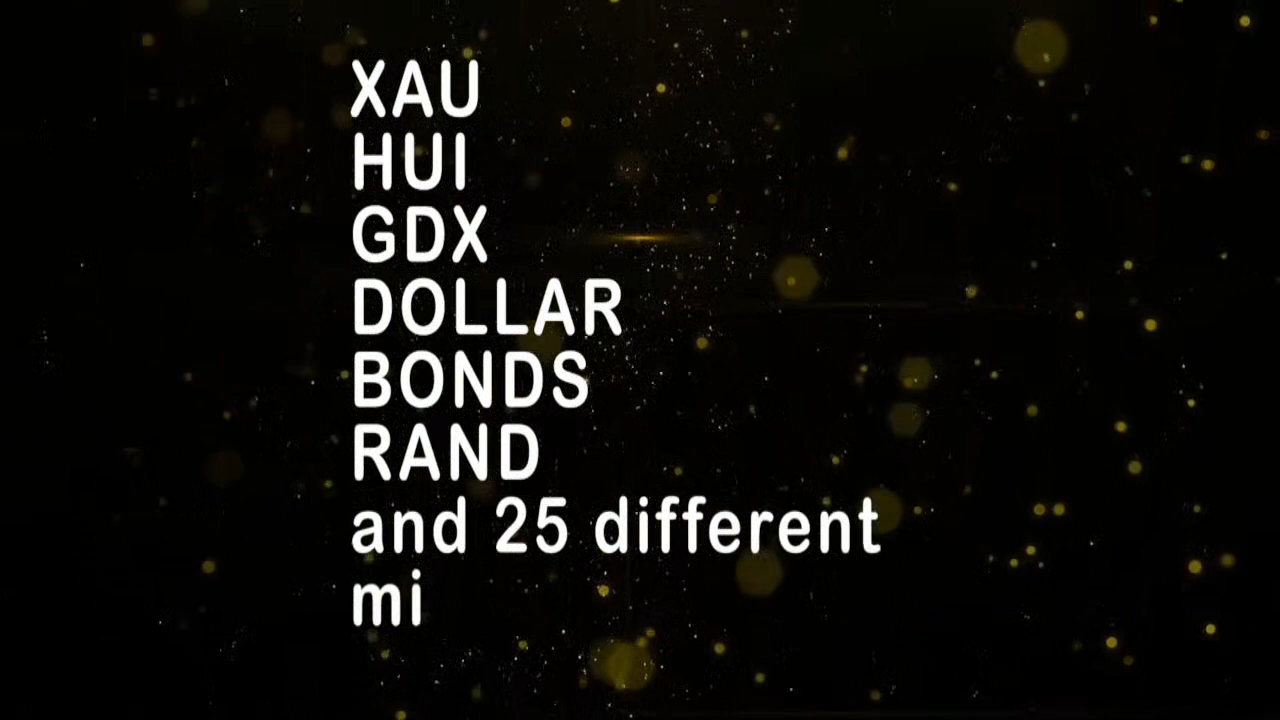 XAU
HUI
GDX
DOLLAR
BONDS
RAND
and 25 different
mi